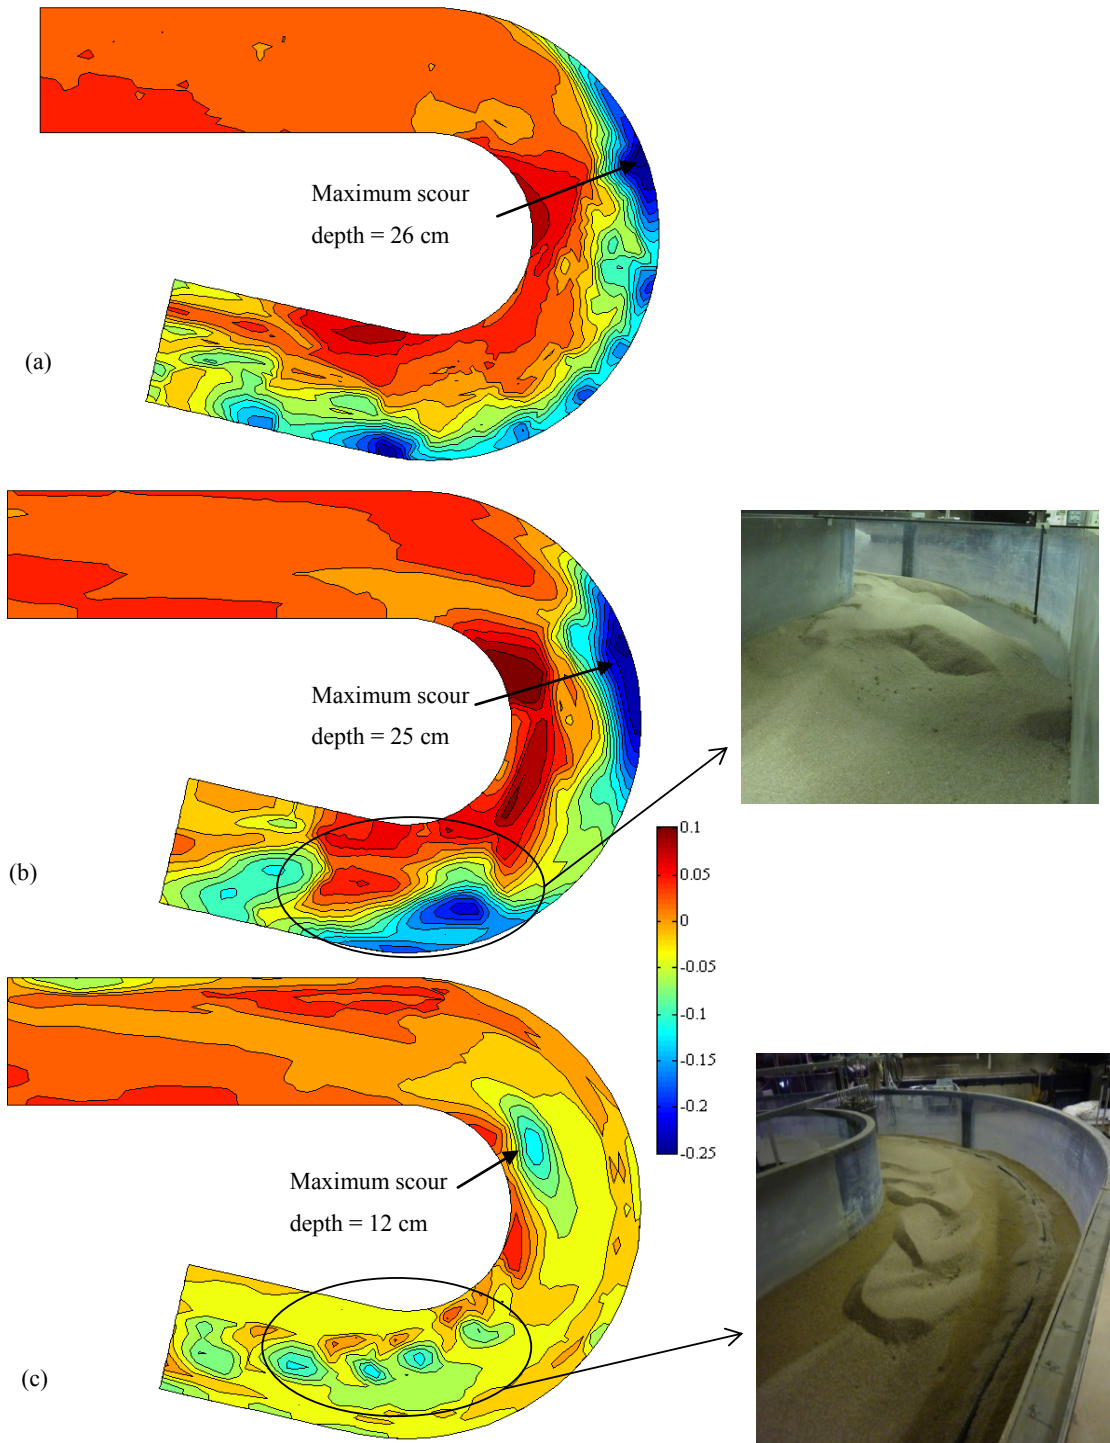 Maximum scour
depth = 26 cm
(a)
Maximum scour
depth = 25 cm
(b)
0.1
0.05
0
-0.05
-0.1
-0.15
-0.2
-0.25
Maximum scour
depth = 12 cm
(c)